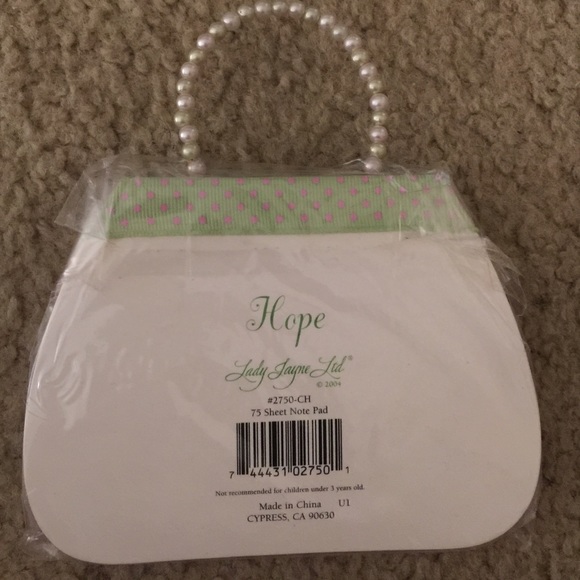 Hope
Lady Jayne Ltd®
© 2004
#2750-CH
75 Sheet Note Pad
7 44431 02750 1
Not recommended for children under 3 years old.
Made in China U1
CYPRESS, CA 90630